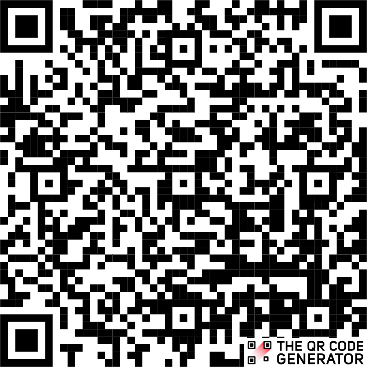 THE QR CODE
GENERATOR